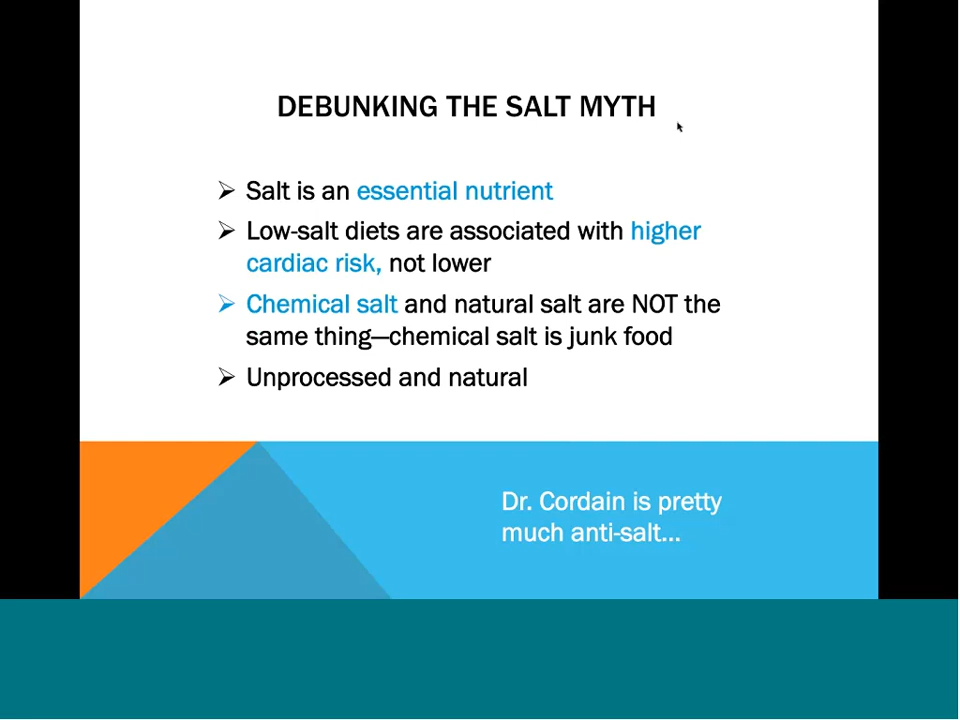 DEBUNKING THE SALT MYTH
Salt is an essential nutrient
Low-salt diets are associated with higher
cardiac risk, not lower
Chemical salt and natural salt are NOT the
same thing—chemical salt is junk food
Unprocessed and natural
Dr. Cordain is pretty
much anti-salt...